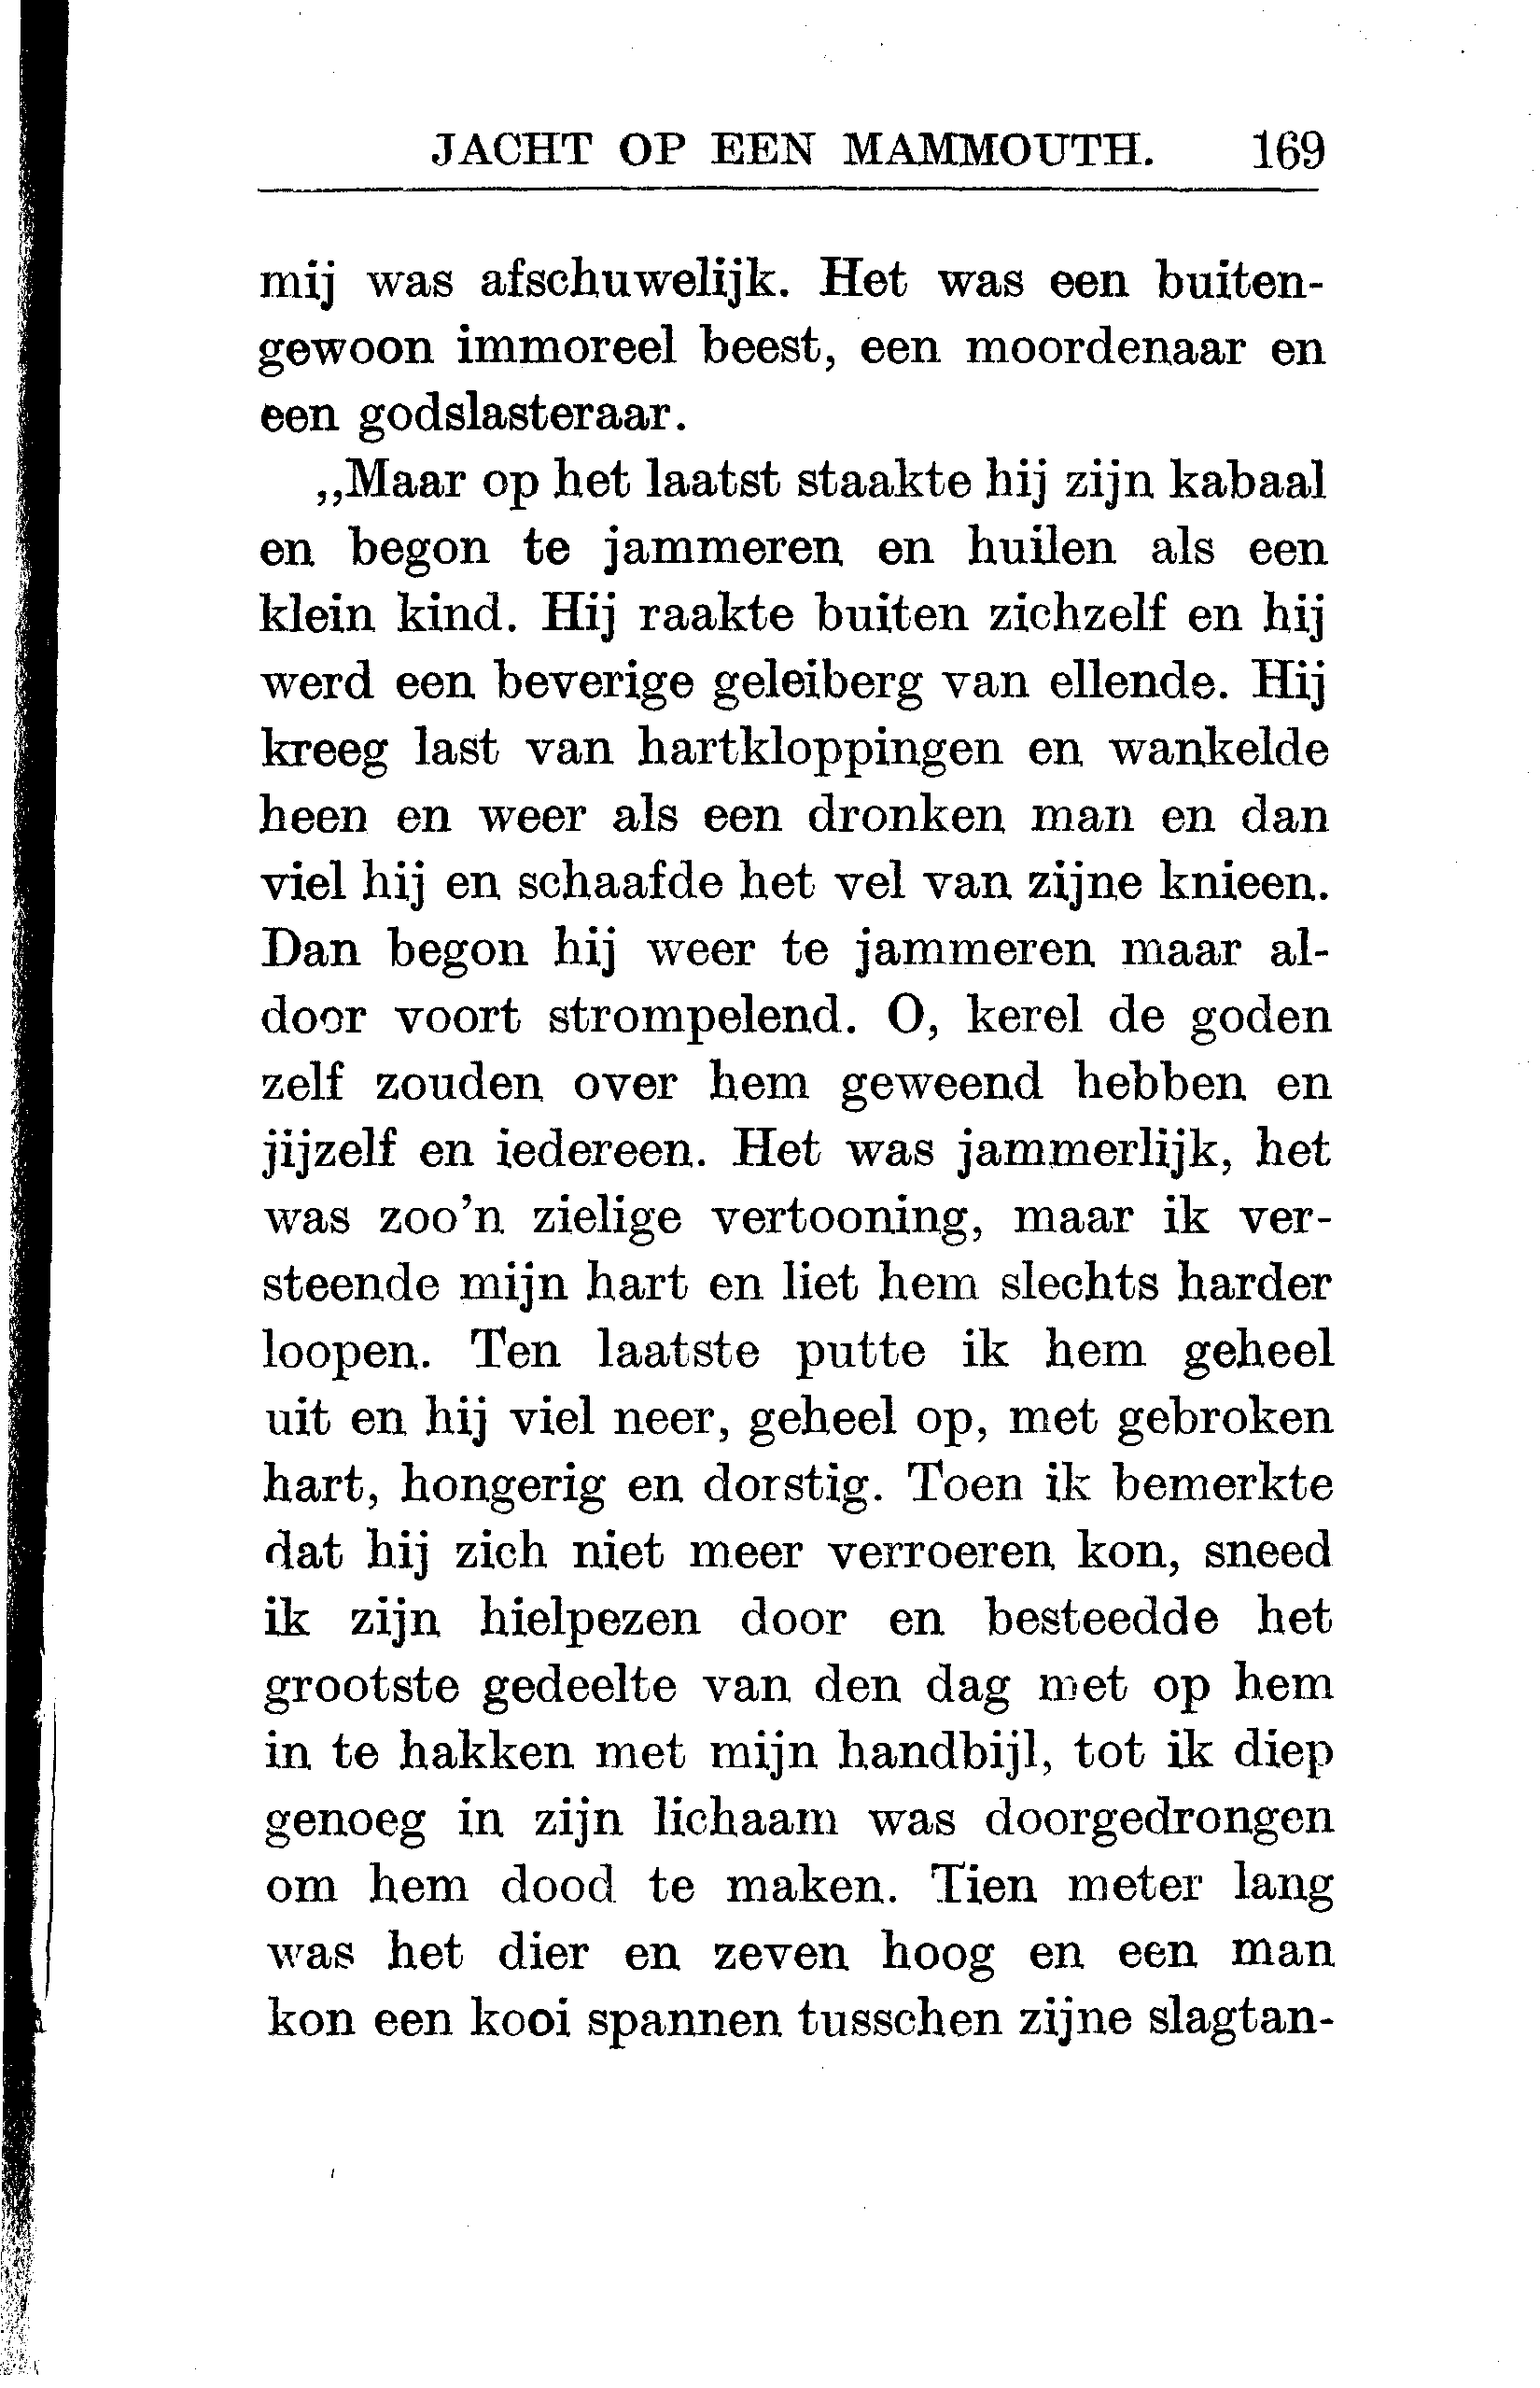 JACHT OP EEN MAMMOUTH. 169
mij was afschuwelijk. Het was een buiten-
gewoon immoreel beest, een moordenaar en
een godslasteraar.
„Maar op het laatst staakte hij zijn kabaal
en begon te jammeren en huilen als een
klein kind. Hij raakte buiten zichzelf en hij
werd een beverige geleiberg van ellende. Hij
kreeg last van hartkloppingen en wankelde
heen en weer als een dronken man en dan
viel hij en schaafde het vel van zijne knieen.
Dan begon hij weer te jammeren maar al-
door voort strompelend. O, kerel de goden
zelf zouden over hem geweend hebben en
jijzelf en iedereen. Het was jammerlijk, het
was zoo'n zielige vertooning, maar ik ver-
steende mijn hart en liet hem slechts harder
loopen. Ten laatste putte ik hem geheel
uit en hij viel neer, geheel op, met gebroken
hart, hongerig en dorstig. Toen ik bemerkte
dat hij zich niet meer verroeren kon, sneed
ik zijn hielpezen door en besteedde het
grootste gedeelte van den dag met op hem
in te hakken met mijn handbijl, tot ik diep
genoeg in zijn lichaam was doorgedrongen
om hem dood te maken. Tien meter lang
was het dier en zeven hoog en een man
kon een kooi spannen tusschen zijne slagtan-